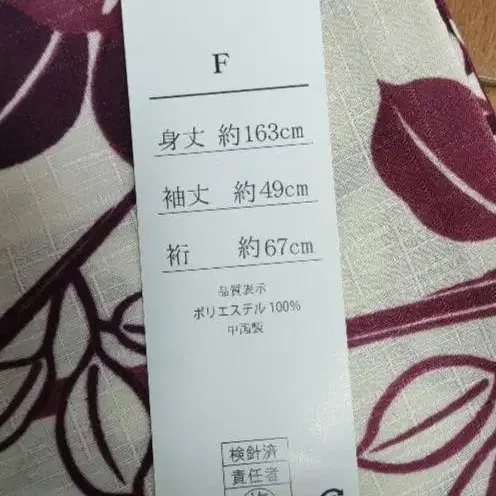 F
身丈 約163cm
袖丈 約49cm
裄 約67cm
品質表示
ポリエステル100%
中国製
検針済
責任者